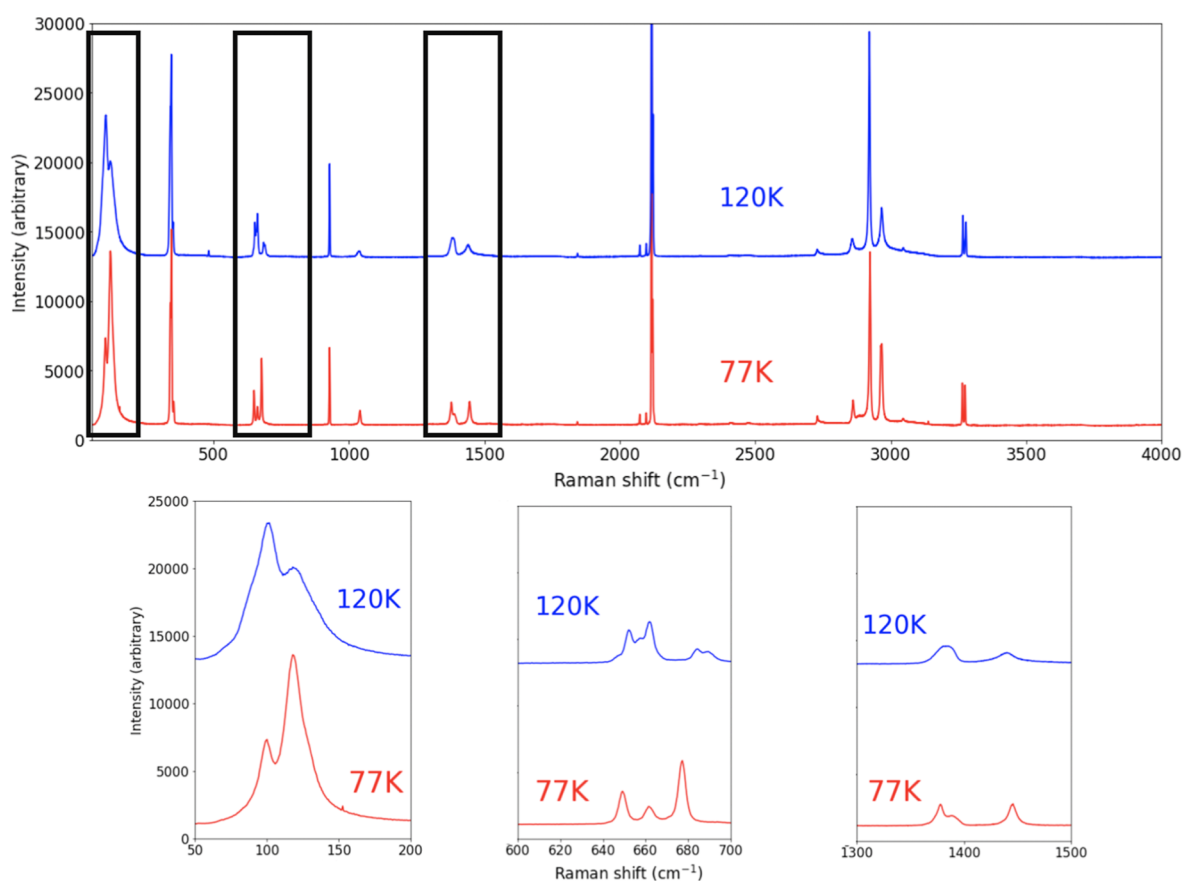 30000
25000
20000
15000
10000
5000
0
Intensity (arbitrary)
120K
77K
500 1000 1500 2000 2500 3000 3500 4000
Raman shift (cm⁻¹)
25000
20000
15000
10000
5000
0
Intensity (arbitrary)
120K
77K
50 100 150 200
120K
77K
600 620 640 660 680 700
Raman shift (cm⁻¹)
120K
77K
1300 1400 1500